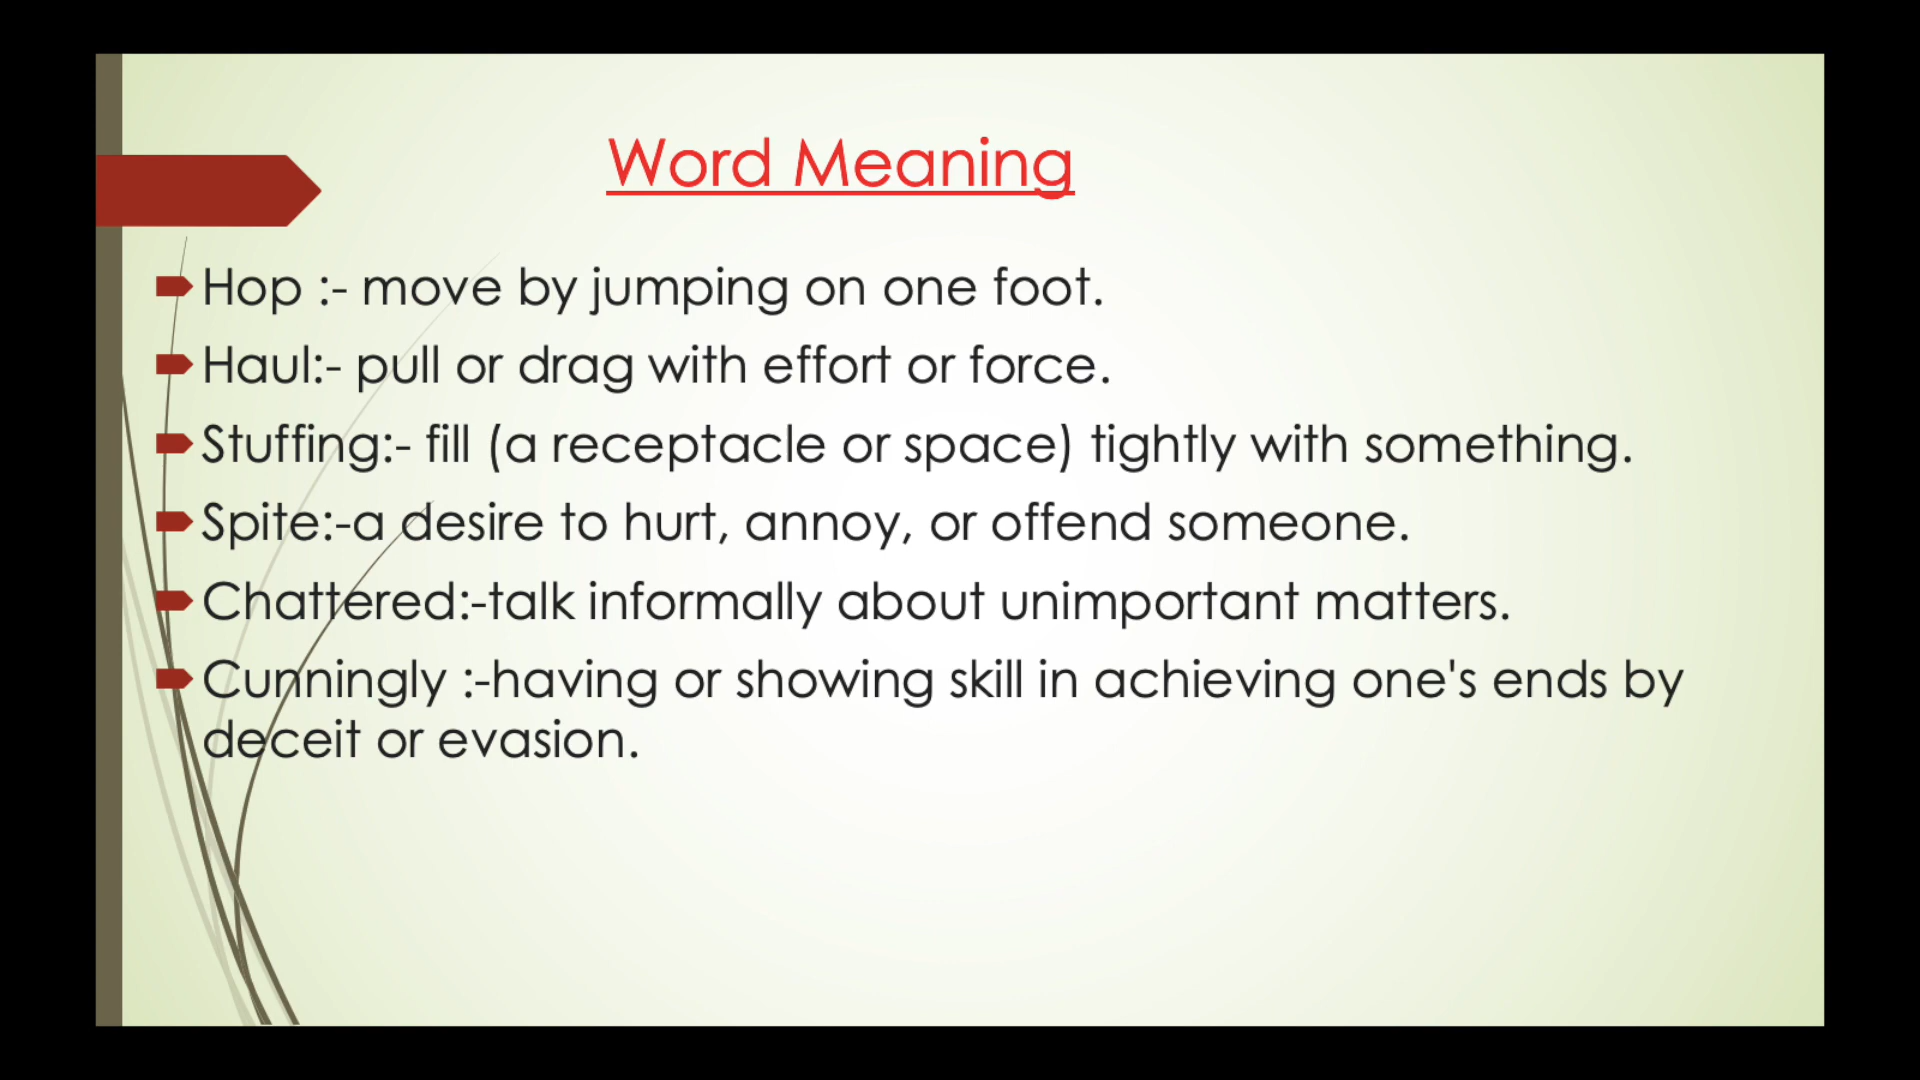 Word Meaning
Hop :- move by jumping on one foot.
Haul:- pull or drag with effort or force.
Stuffing:- fill (a receptacle or space) tightly with something.
Spite:-a desire to hurt, annoy, or offend someone.
Chattered:-talk informally about unimportant matters.
Cunningly :-having or showing skill in achieving one's ends by
deceit or evasion.